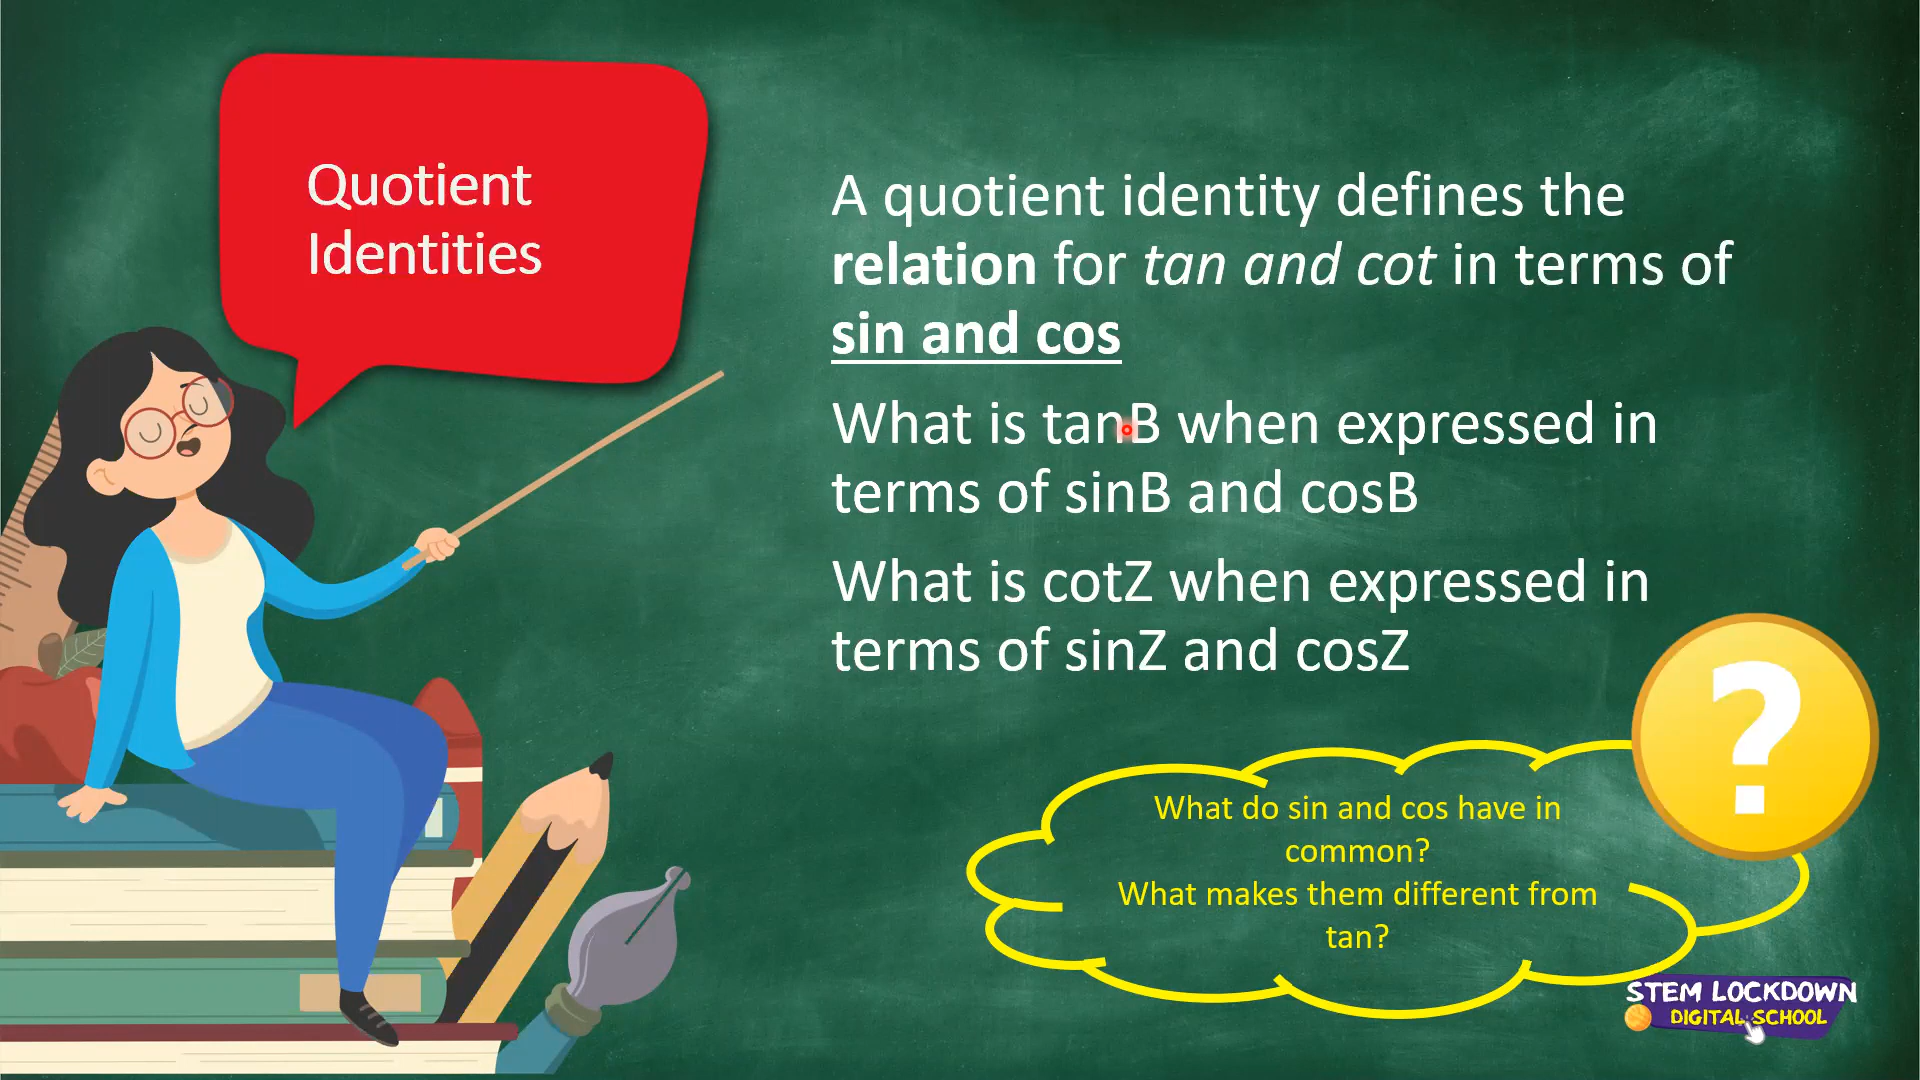 Quotient
Identities
A quotient identity defines the
relation for tan and cot in terms of
sin and cos
What is tanB when expressed in
terms of sinB and cosB
What is cotZ when expressed in
terms of sinZ and cosZ
?
What do sin and cos have in
common?
What makes them different from
tan?
STEM LOCKDOWN
DIGITAL SCHOOL